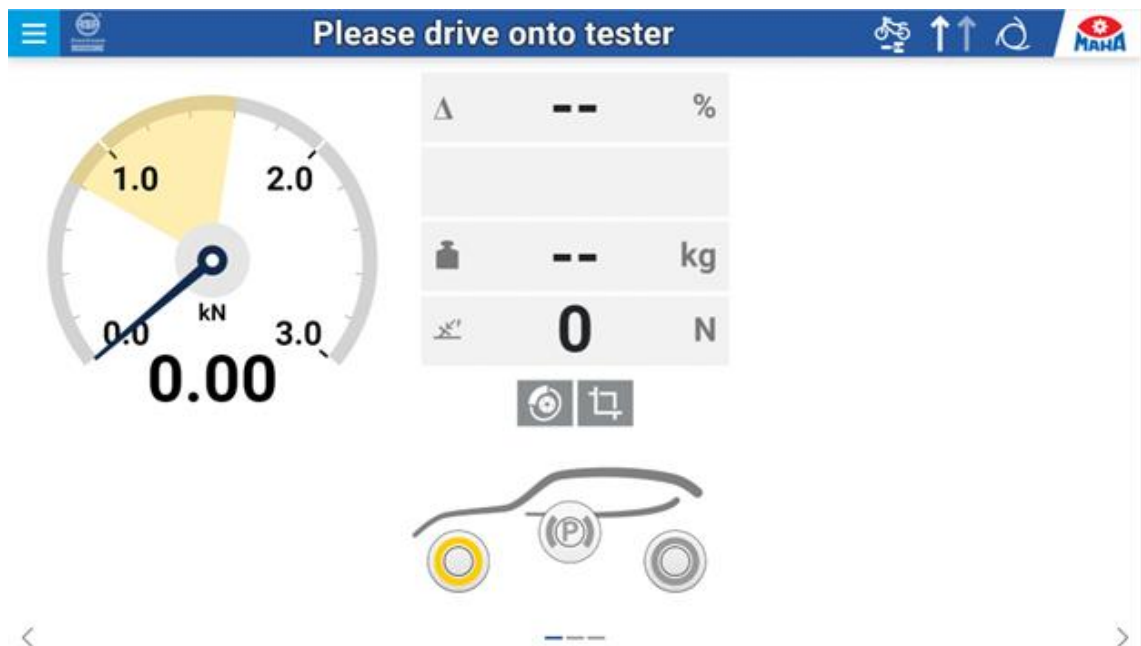 Please drive onto tester
MAHA
Δ -- %
1.0
2.0
-- kg
kN
0.0
3.0
0 N
0.00
(P)